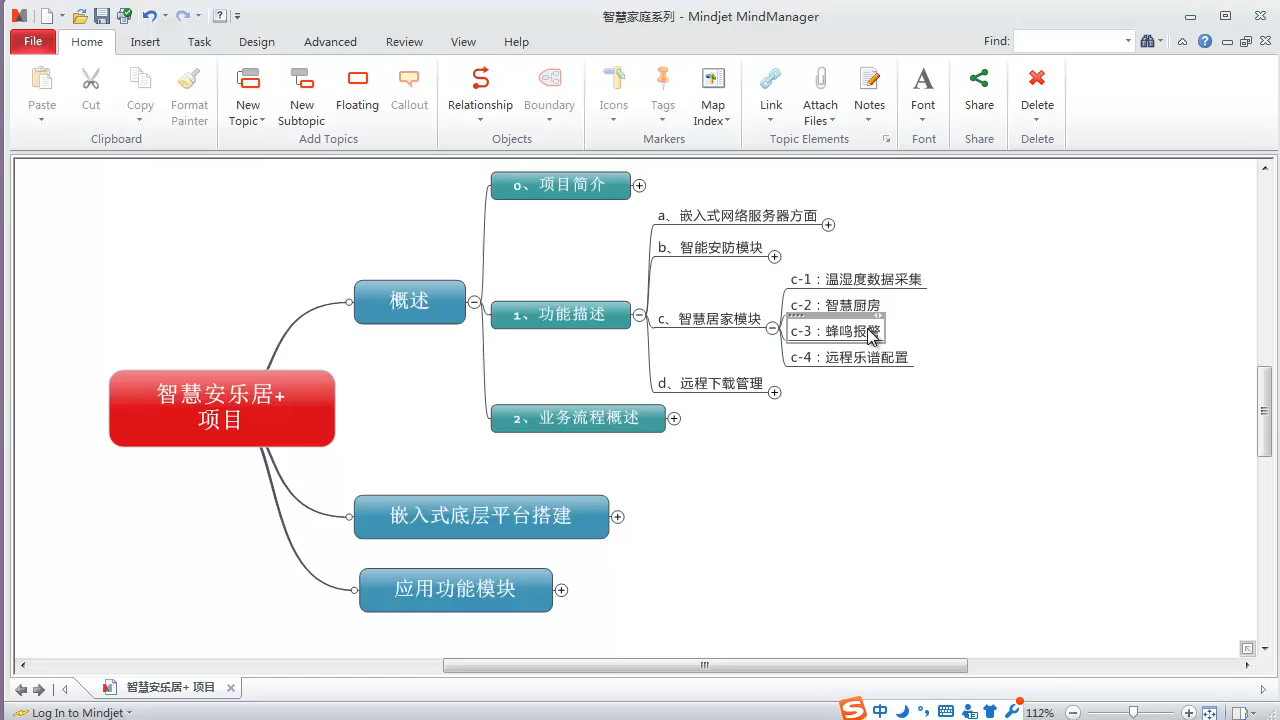 智慧家庭系列 - Mindjet MindManager
File Home Insert Task Design Advanced Review View Help Find:
Paste Cut Copy Format Painter New Topic New Subtopic Floating Callout Relationship Boundary Icons Tags Map Index Link Attach Files Notes Font Share Delete
Clipboard Add Topics Objects Markers Topic Elements Font Share Delete
0、项目简介
a、嵌入式网络服务器方面
b、智能安防模块
c-1：温湿度数据采集
概述
c-2：智慧厨房
1、功能描述
c、智慧居家模块
c-3：蜂鸣报警
c-4：远程乐谱配置
d、远程下载管理
智慧安乐居+
项目
2、业务流程概述
嵌入式底层平台搭建
应用功能模块
智慧安乐居+ 项目
Log In to Mindjet
中
112%